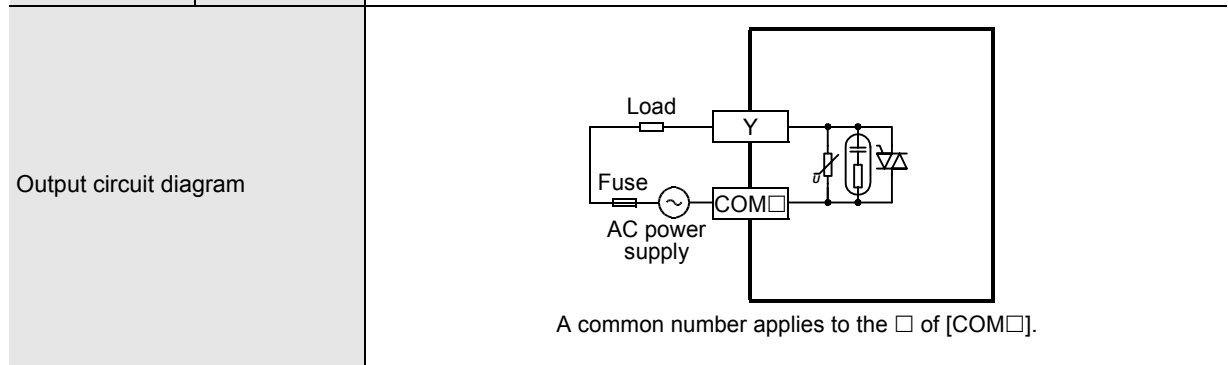 Output circuit diagram
Load
Y
Fuse
COM□
AC power
supply
U
A common number applies to the □ of [COM□].